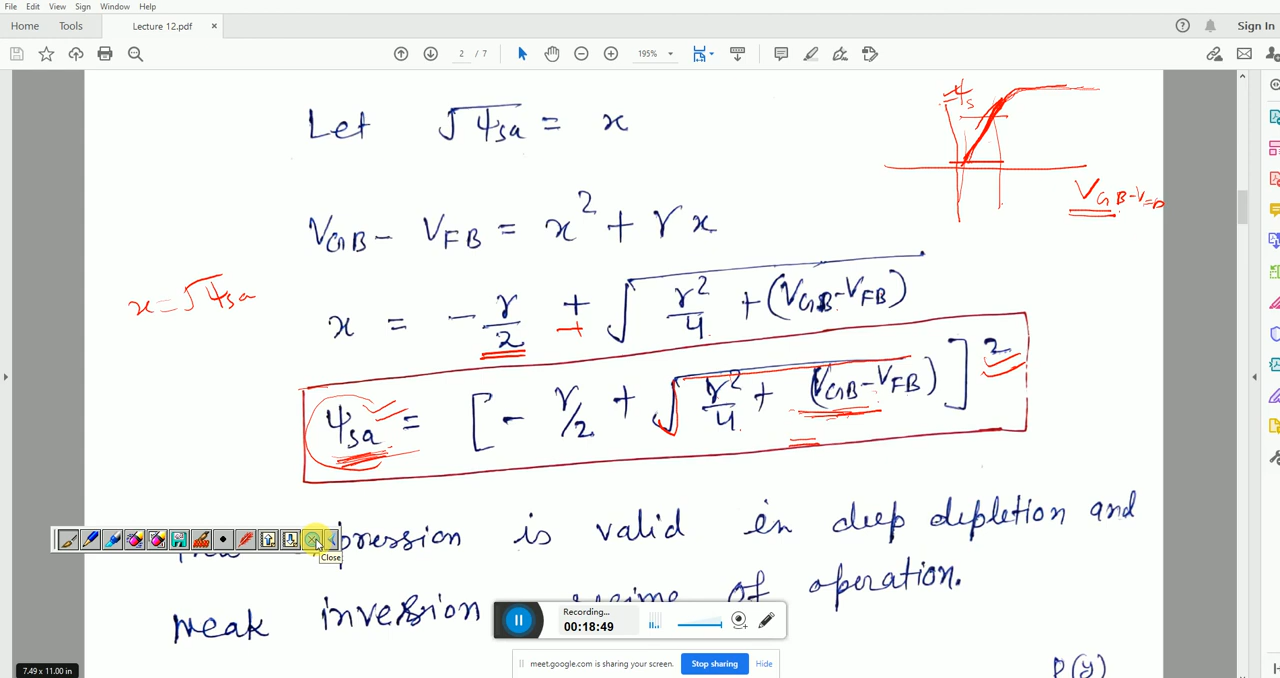 File Edit View Sign Window Help
Home Tools Lecture 12.pdf × Sign In
2 / 7 195%
Let √Ψsa = x
Ψs
VGB-VFB
VGB - VFB = x² + γx
x = √Ψsa
x = - γ/2 + √(γ²/4 + (VGB-VFB))
Ψsa = [- γ/2 + √(γ²/4 + (VGB-VFB))]²
expression is valid in deep depletion and
Close
weak inversion regime of operation.
Recording...
00:18:49
meet.google.com is sharing your screen. Stop sharing Hide
7.49 x 11.00 in
P(y)